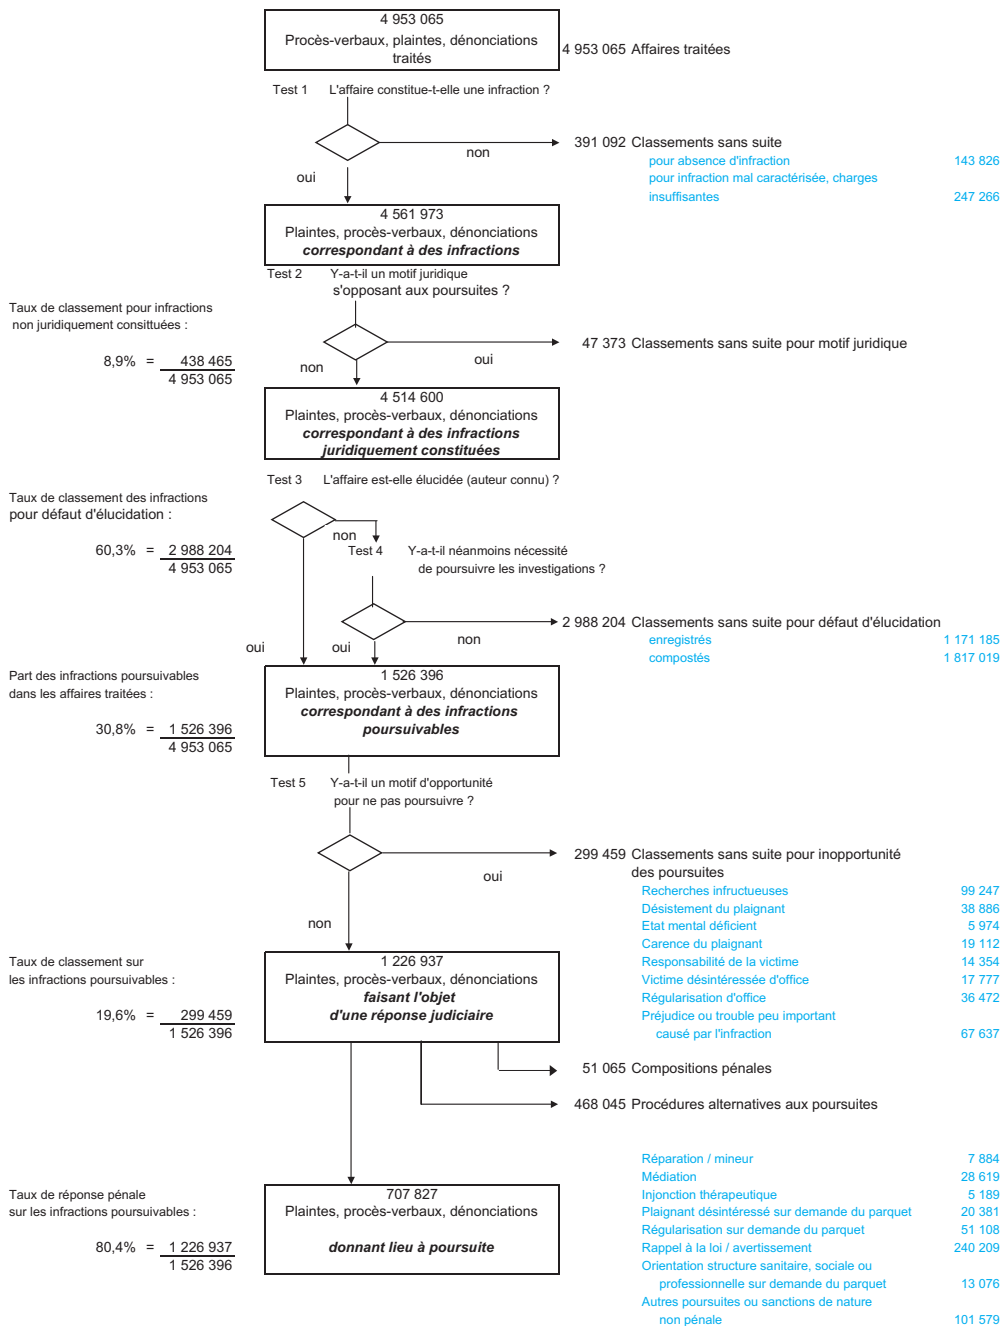 4 953 065
Procès-verbaux, plaintes, dénonciations
traités
4 953 065 Affaires traitées
Test 1 L'affaire constitue-t-elle une infraction ?
non
391 092 Classements sans suite
pour absence d'infraction 143 826
pour infraction mal caractérisée, charges
insuffisantes 247 266
oui
4 561 973
Plaintes, procès-verbaux, dénonciations
correspondant à des infractions
Test 2 Y-a-t-il un motif juridique
s'opposant aux poursuites ?
Taux de classement pour infractions
non juridiquement consittuées :
8,9% = 438 465
4 953 065
oui
47 373 Classements sans suite pour motif juridique
non
4 514 600
Plaintes, procès-verbaux, dénonciations
correspondant à des infractions
juridiquement constituées
Test 3 L'affaire est-elle élucidée (auteur connu) ?
Taux de classement des infractions
pour défaut d'élucidation :
60,3% = 2 988 204
4 953 065
non
Test 4 Y-a-t-il néanmoins nécessité
de poursuivre les investigations ?
2 988 204 Classements sans suite pour défaut d'élucidation
enregistrés 1 171 185
compostés 1 817 019
non
oui
oui
Part des infractions poursuivables
dans les affaires traitées :
30,8% = 1 526 396
4 953 065
1 526 396
Plaintes, procès-verbaux, dénonciations
correspondant à des infractions
poursuivables
Test 5 Y-a-t-il un motif d'opportunité
pour ne pas poursuivre ?
oui
299 459 Classements sans suite pour inopportunité
des poursuites
Recherches infructueuses 99 247
Désistement du plaignant 38 886
Etat mental déficient 5 974
Carence du plaignant 19 112
Responsabilité de la victime 14 354
Victime désintéressée d'office 17 777
Régularisation d'office 36 472
Préjudice ou trouble peu important
causé par l'infraction 67 637
non
Taux de classement sur
les infractions poursuivables :
19,6% = 299 459
1 526 396
1 226 937
Plaintes, procès-verbaux, dénonciations
faisant l'objet
d'une réponse judiciaire
51 065 Compositions pénales
468 045 Procédures alternatives aux poursuites
Réparation / mineur 7 884
Médiation 28 619
Injonction thérapeutique 5 189
Plaignant désintéressé sur demande du parquet 20 381
Régularisation sur demande du parquet 51 108
Rappel à la loi / avertissement 240 209
Orientation structure sanitaire, sociale ou
professionnelle sur demande du parquet 13 076
Autres poursuites ou sanctions de nature
non pénale 101 579
Taux de réponse pénale
sur les infractions poursuivables :
80,4% = 1 226 937
1 526 396
707 827
Plaintes, procès-verbaux, dénonciations
donnant lieu à poursuite